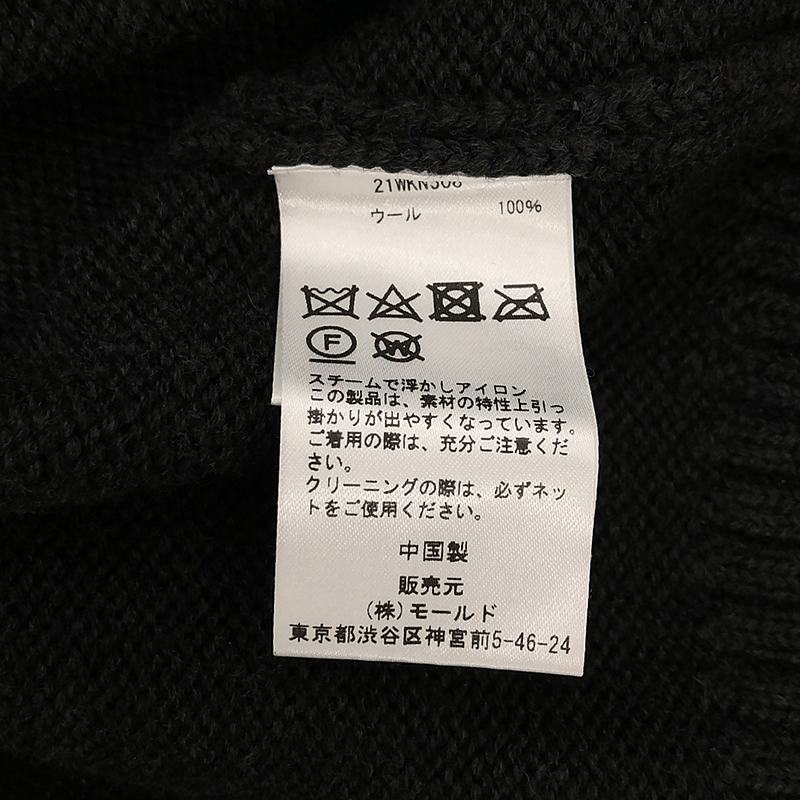 ウール 100%
F
W
スチームで浮かしアイロン
この製品は、素材の特性上引っ
掛かりが出やすくなっています。
ご着用の際は、充分ご注意くだ
さい。
クリーニングの際は、必ずネッ
トをご使用ください。
中国製
販売元
(株)モールド
東京都渋谷区神宮前5-46-24